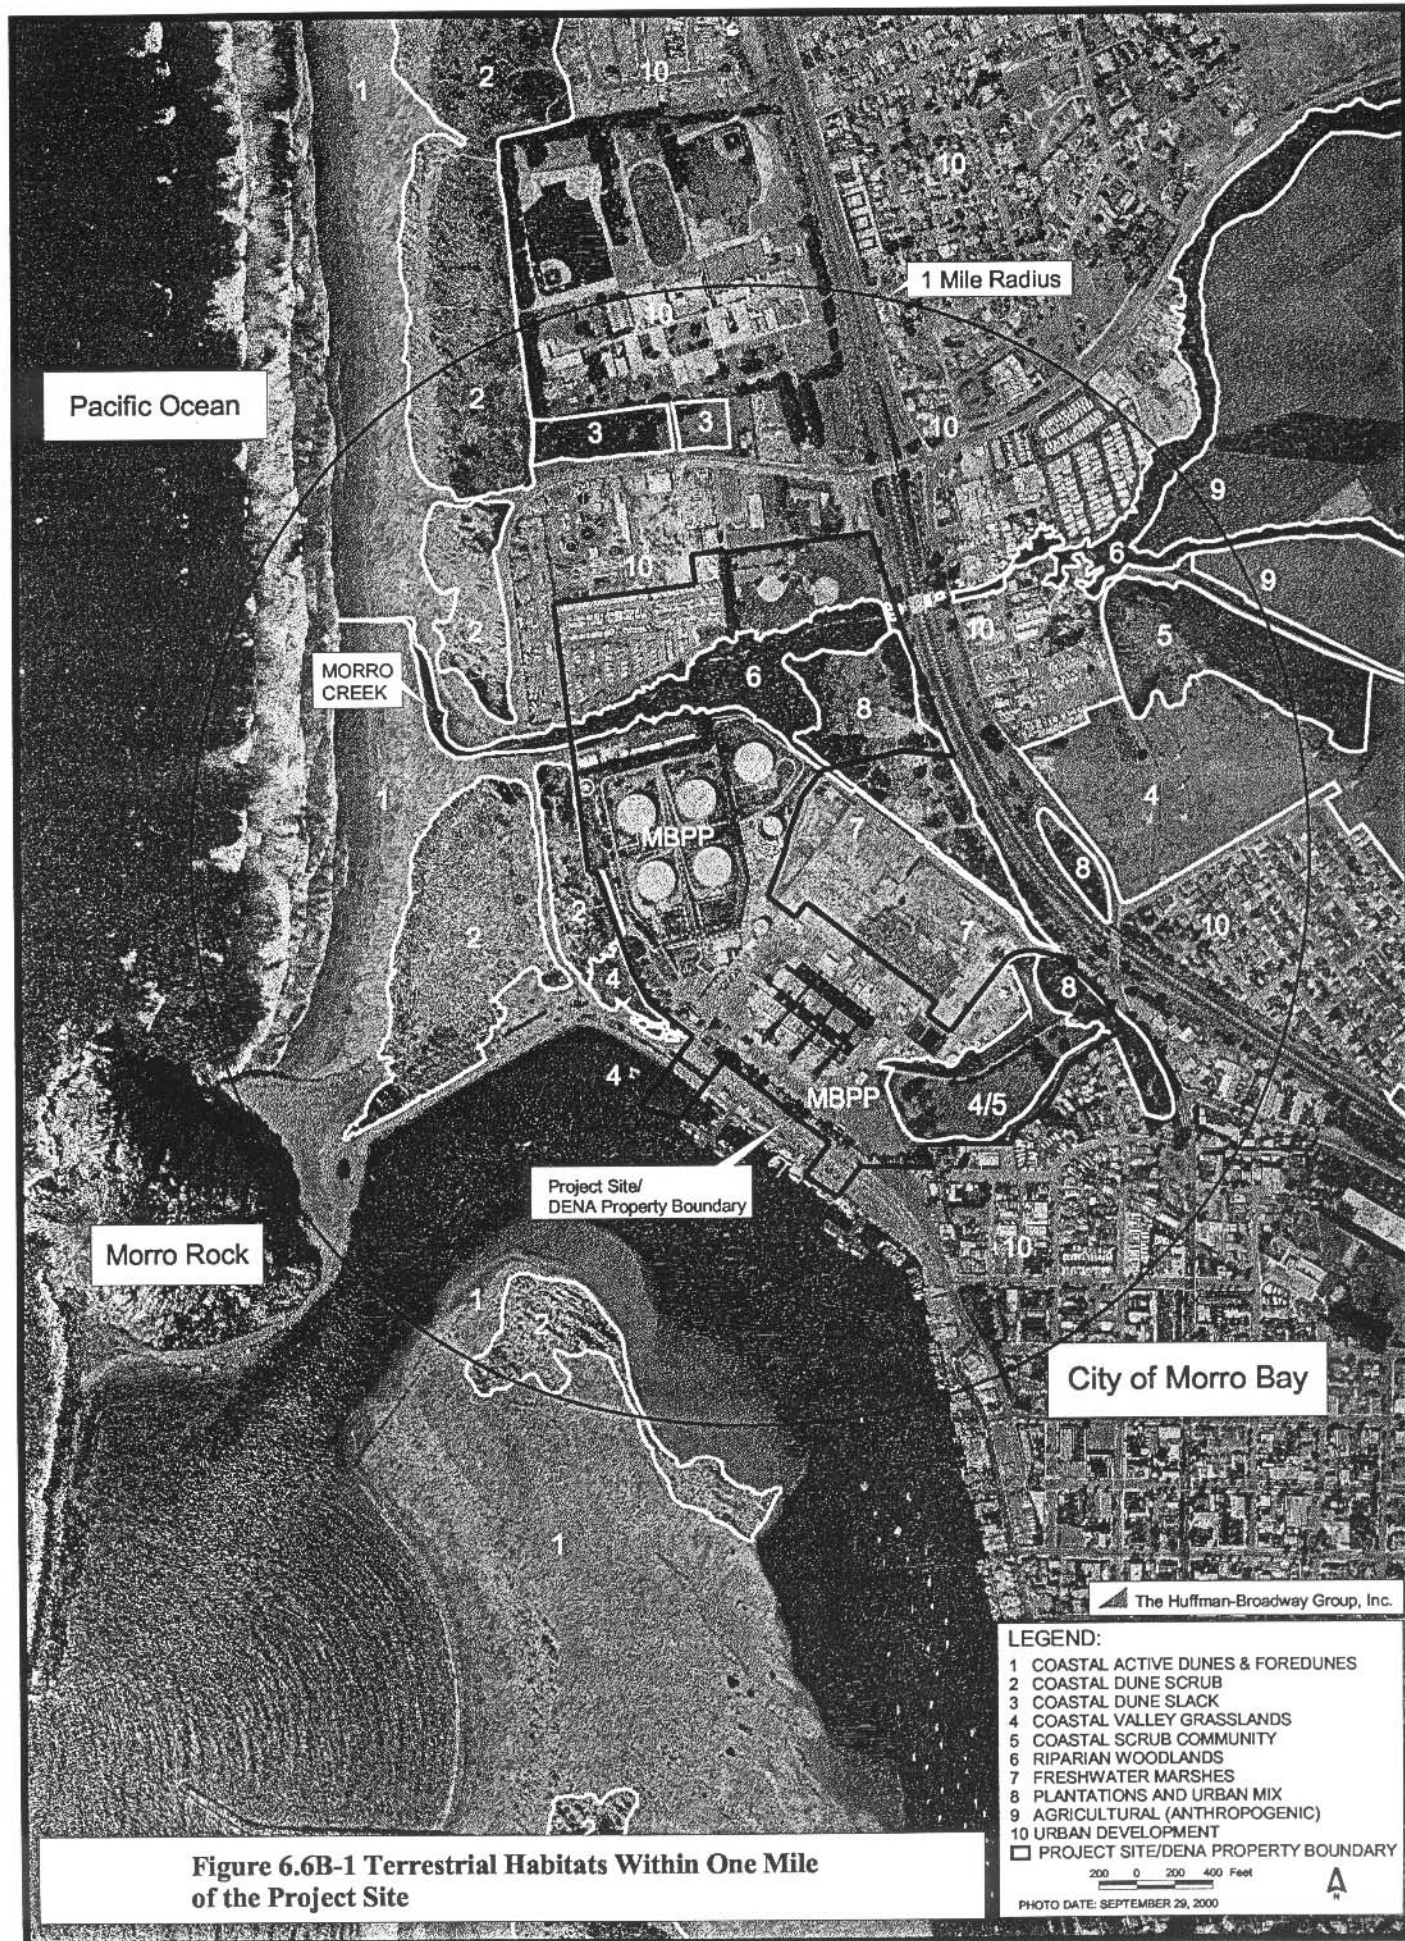 1
2
10
10
1 Mile Radius
10
Pacific Ocean
2
3
3
10
9
10
6
9
2
10
5
MORRO
CREEK
6
8
1
4
MBPP
7
8
2
2
7
10
4
8
4
MBPP
4/5
Project Site/
DENA Property Boundary
Morro Rock
10
1
2
City of Morro Bay
1
The Huffman-Broadway Group, Inc.
LEGEND:
1 COASTAL ACTIVE DUNES & FOREDUNES
2 COASTAL DUNE SCRUB
3 COASTAL DUNE SLACK
4 COASTAL VALLEY GRASSLANDS
5 COASTAL SCRUB COMMUNITY
6 RIPARIAN WOODLANDS
7 FRESHWATER MARSHES
8 PLANTATIONS AND URBAN MIX
9 AGRICULTURAL (ANTHROPOGENIC)
10 URBAN DEVELOPMENT
PROJECT SITE/DENA PROPERTY BOUNDARY
200 0 200 400 Feet
N
PHOTO DATE: SEPTEMBER 29, 2000
2
Figure 6.6B-1 Terrestrial Habitats Within One Mile
of the Project Site